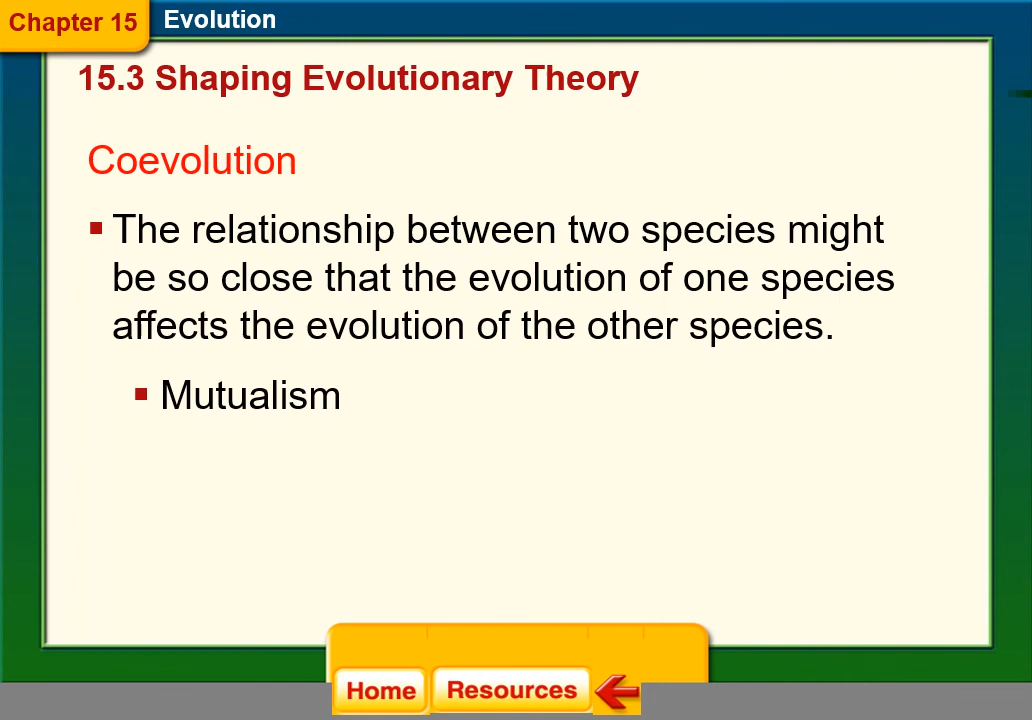 Chapter 15
Evolution
15.3 Shaping Evolutionary Theory
Coevolution
▪ The relationship between two species might
be so close that the evolution of one species
affects the evolution of the other species.
▪ Mutualism
Home
Resources